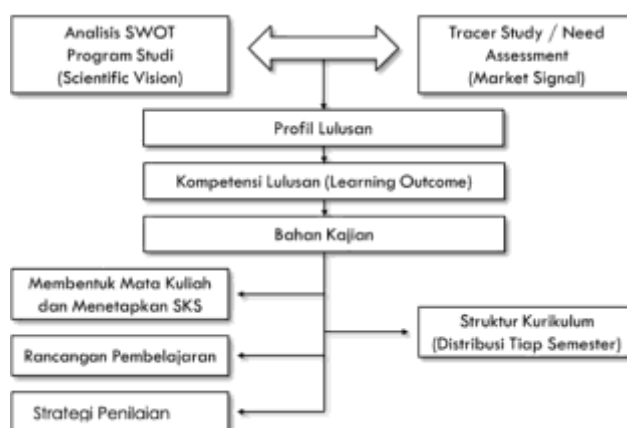 Analisis SWOT
Program Studi
(Scientific Vision)
Tracer Study / Need
Assessment
(Market Signal)
Profil Lulusan
Kompetensi Lulusan (Learning Outcome)
Bahan Kajian
Membentuk Mata Kuliah
dan Menetapkan SKS
Struktur Kurikulum
(Distribusi Tiap Semester)
Rancangan Pembelajaran
Strategi Penilaian